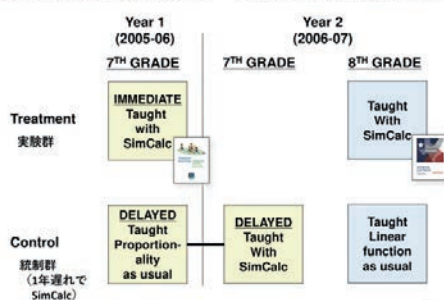 Year 1
(2005-06)
Year 2
(2006-07)
7TH GRADE
7TH GRADE
8TH GRADE
Treatment
実験群
IMMEDIATE
Taught
with
SimCalc
Taught
With
SimCalc
Control
統制群
(1年遅れで
SimCalc)
DELAYED
Taught
Proportion-
ality
as usual
DELAYED
Taught
With
SimCalc
Taught
Linear
function
as usual